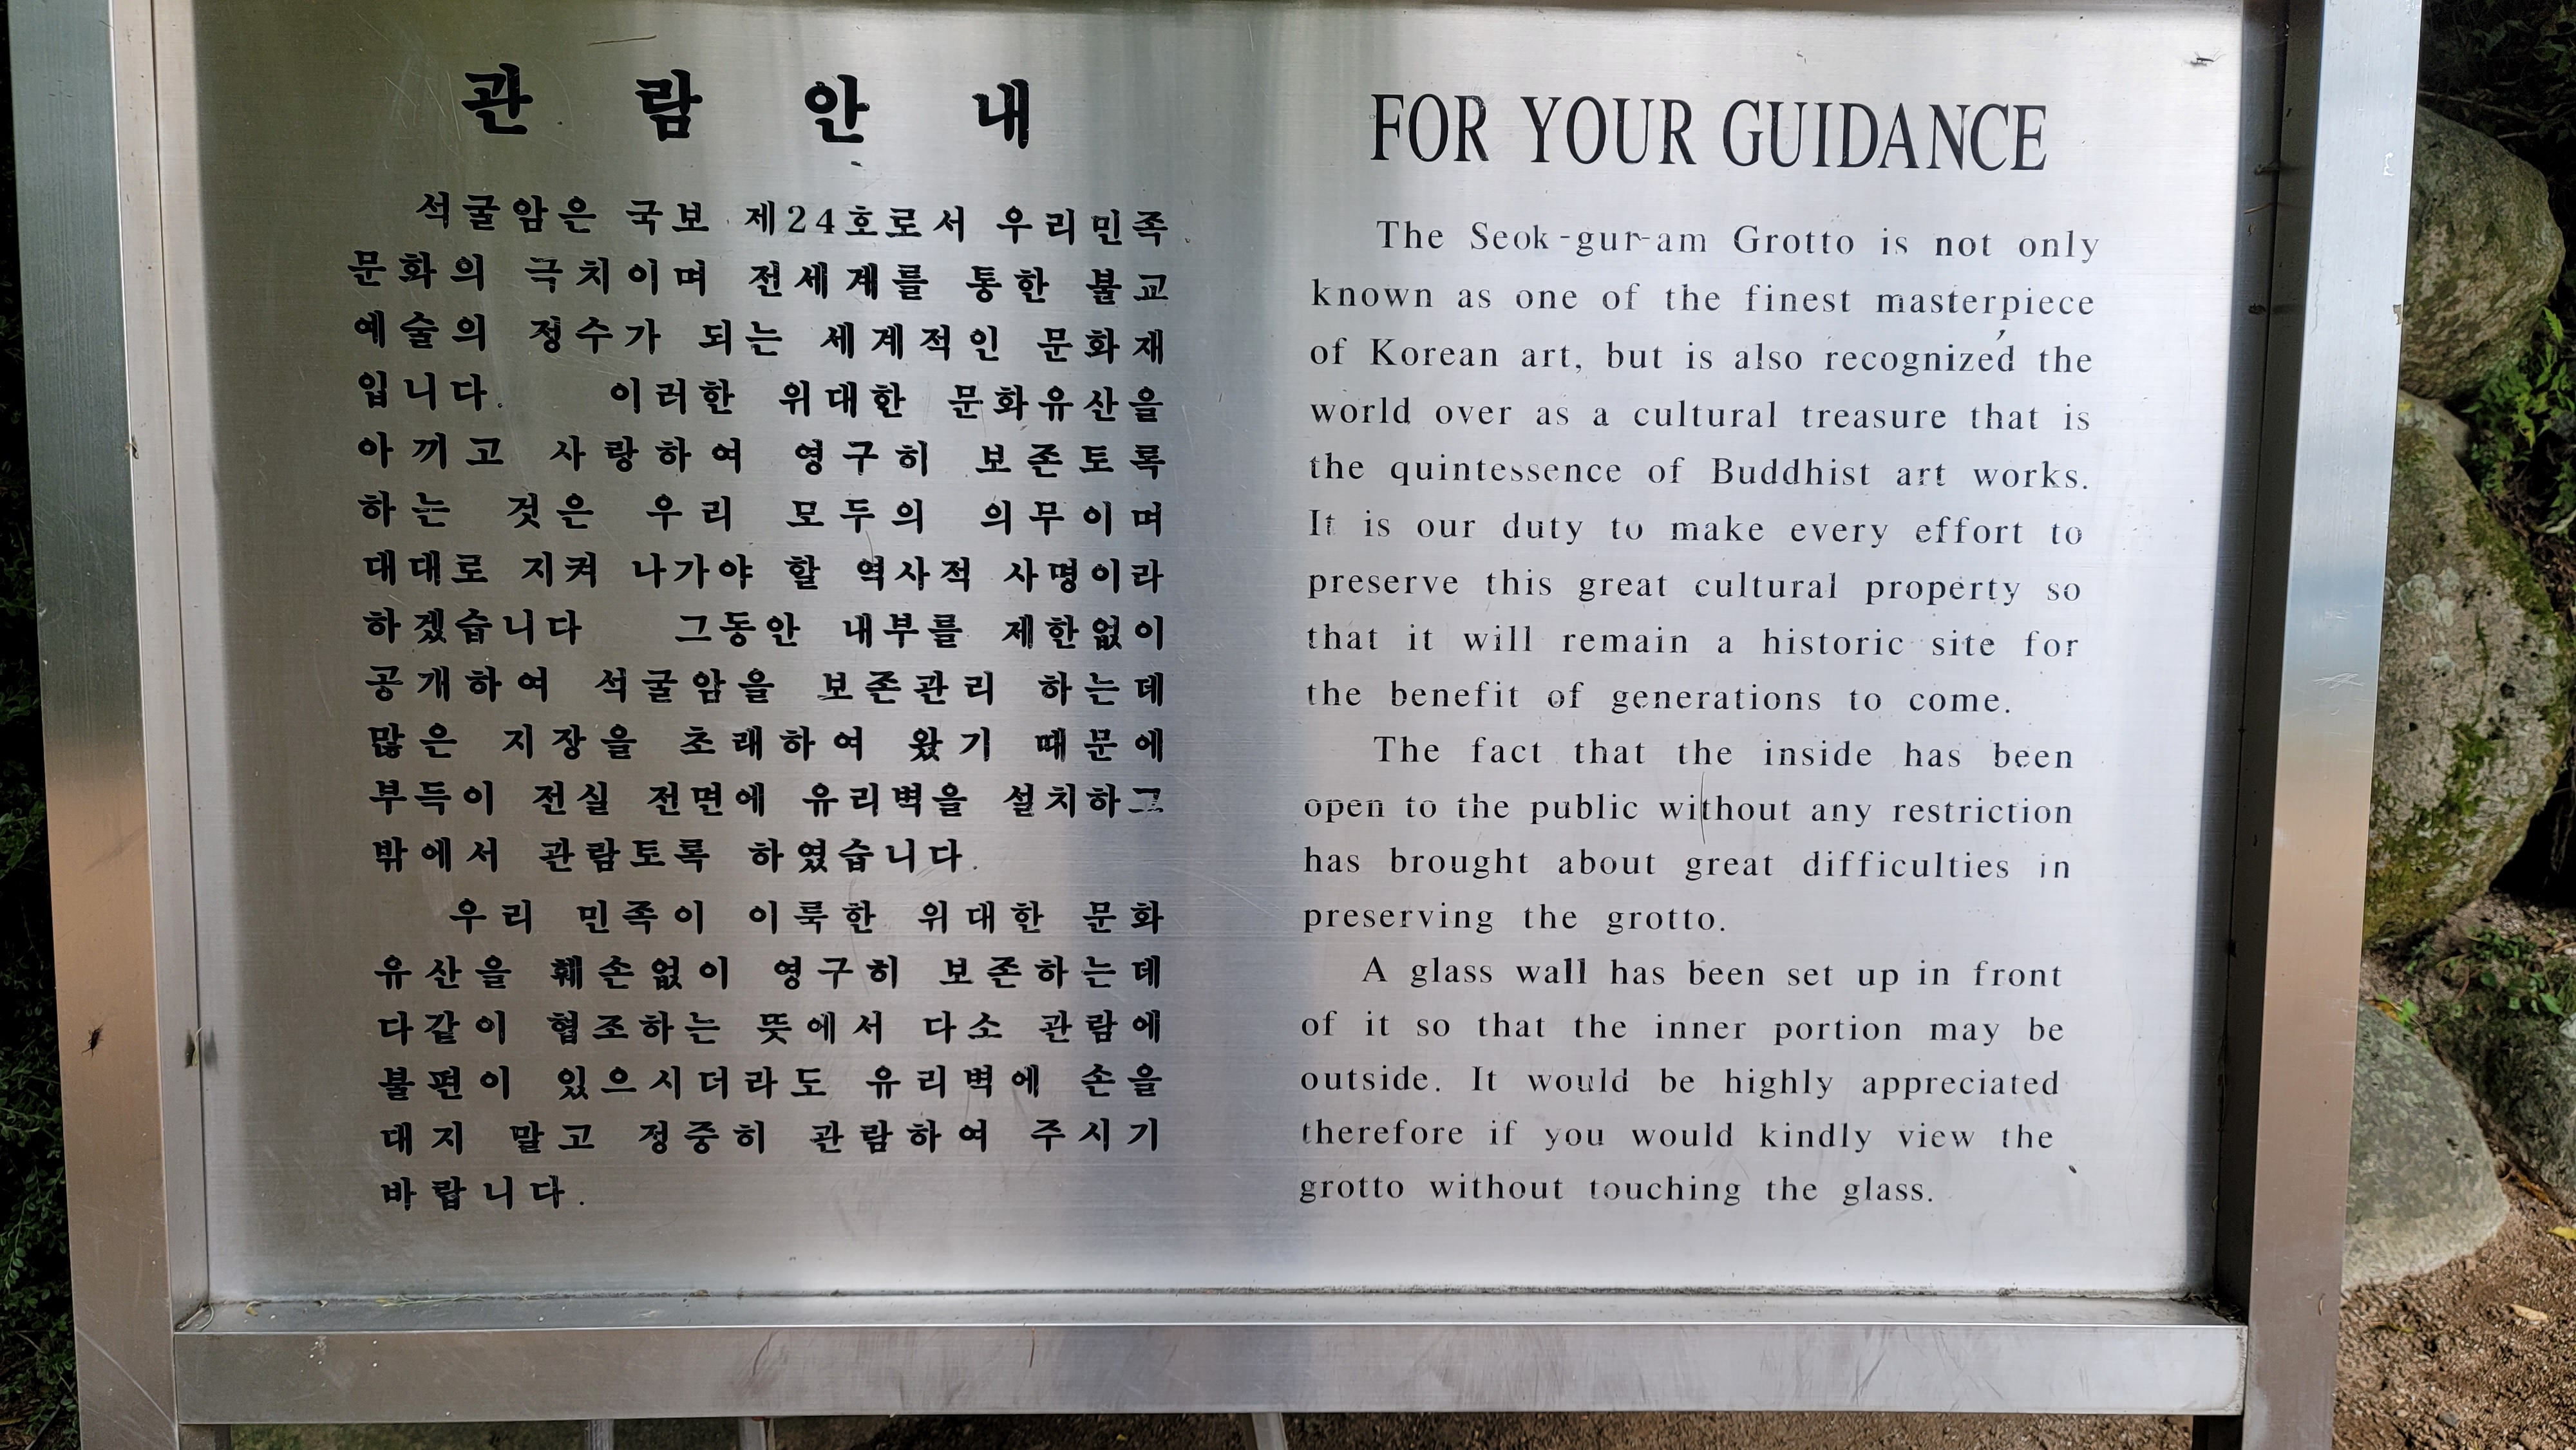 관 람 안 내
석굴암은 국보 제24호로서 우리민족
문화의 극치이며 전세계를 통한 불교
예술의 정수가 되는 세계적인 문화재
입니다. 이러한 위대한 문화유산을
아끼고 사랑하여 영구히 보존토록
하는 것은 우리 모두의 의무이며
대대로 지켜 나가야 할 역사적 사명이라
하겠습니다 그동안 내부를 제한없이
공개하여 석굴암을 보존관리 하는데
많은 지장을 초래하여 왔기 때문에
부득이 전실 전면에 유리벽을 설치하고
밖에서 관람토록 하였습니다.
우리 민족이 이룩한 위대한 문화
유산을 훼손없이 영구히 보존하는데
다같이 협조하는 뜻에서 다소 관람에
불편이 있으시더라도 유리벽에 손을
대지 말고 정중히 관람하여 주시기
바랍니다.
FOR YOUR GUIDANCE
The Seok-gur-am Grotto is not only
known as one of the finest masterpiece
of Korean art, but is also recognized the
world over as a cultural treasure that is
the quintessence of Buddhist art works.
It is our duty to make every effort to
preserve this great cultural property so
that it will remain a historic site for
the benefit of generations to come.
The fact that the inside has been
open to the public without any restriction
has brought about great difficulties in
preserving the grotto.
A glass wall has been set up in front
of it so that the inner portion may be
outside. It would be highly appreciated
therefore if you would kindly view the
grotto without touching the glass.